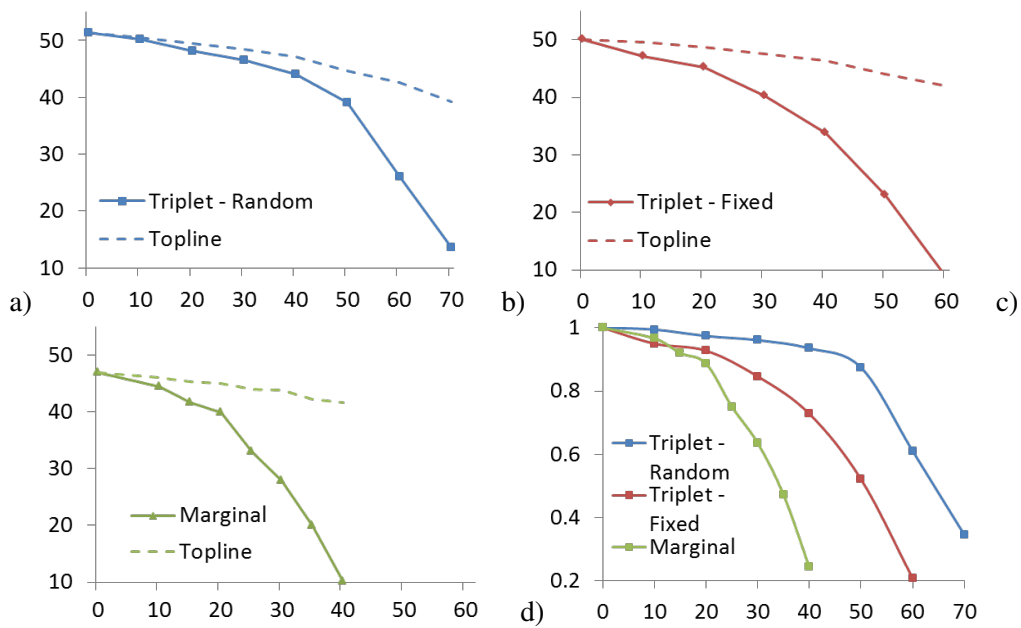 50
40
30
20
10
Triplet - Random
Topline
0 10 20 30 40 50 60 70
a)
50
40
30
20
10
Triplet - Fixed
Topline
0 10 20 30 40 50 60
b)
c)
50
40
30
20
10
Marginal
Topline
0 10 20 30 40 50 60
d)
1
0.8
0.6
0.4
0.2
Triplet -
Random
Triplet -
Fixed
Marginal
0 10 20 30 40 50 60 70